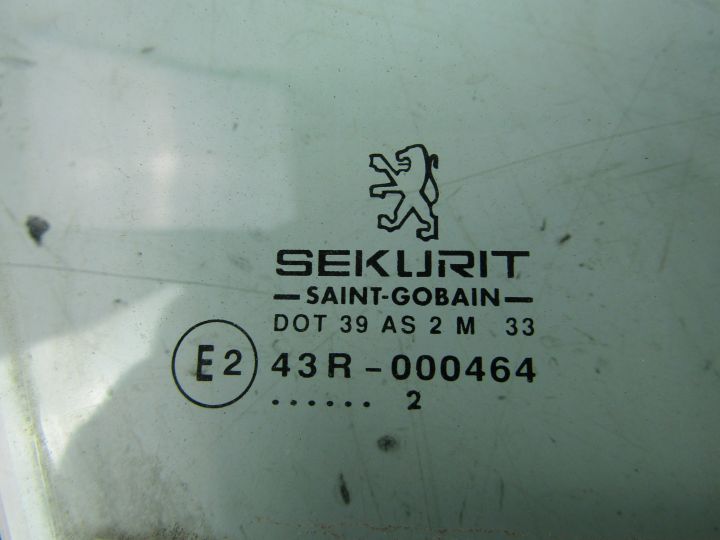 SEKURIT
—SAINT-GOBAIN—
DOT 39 AS 2 M 33
E2 43R-000464
...... 2